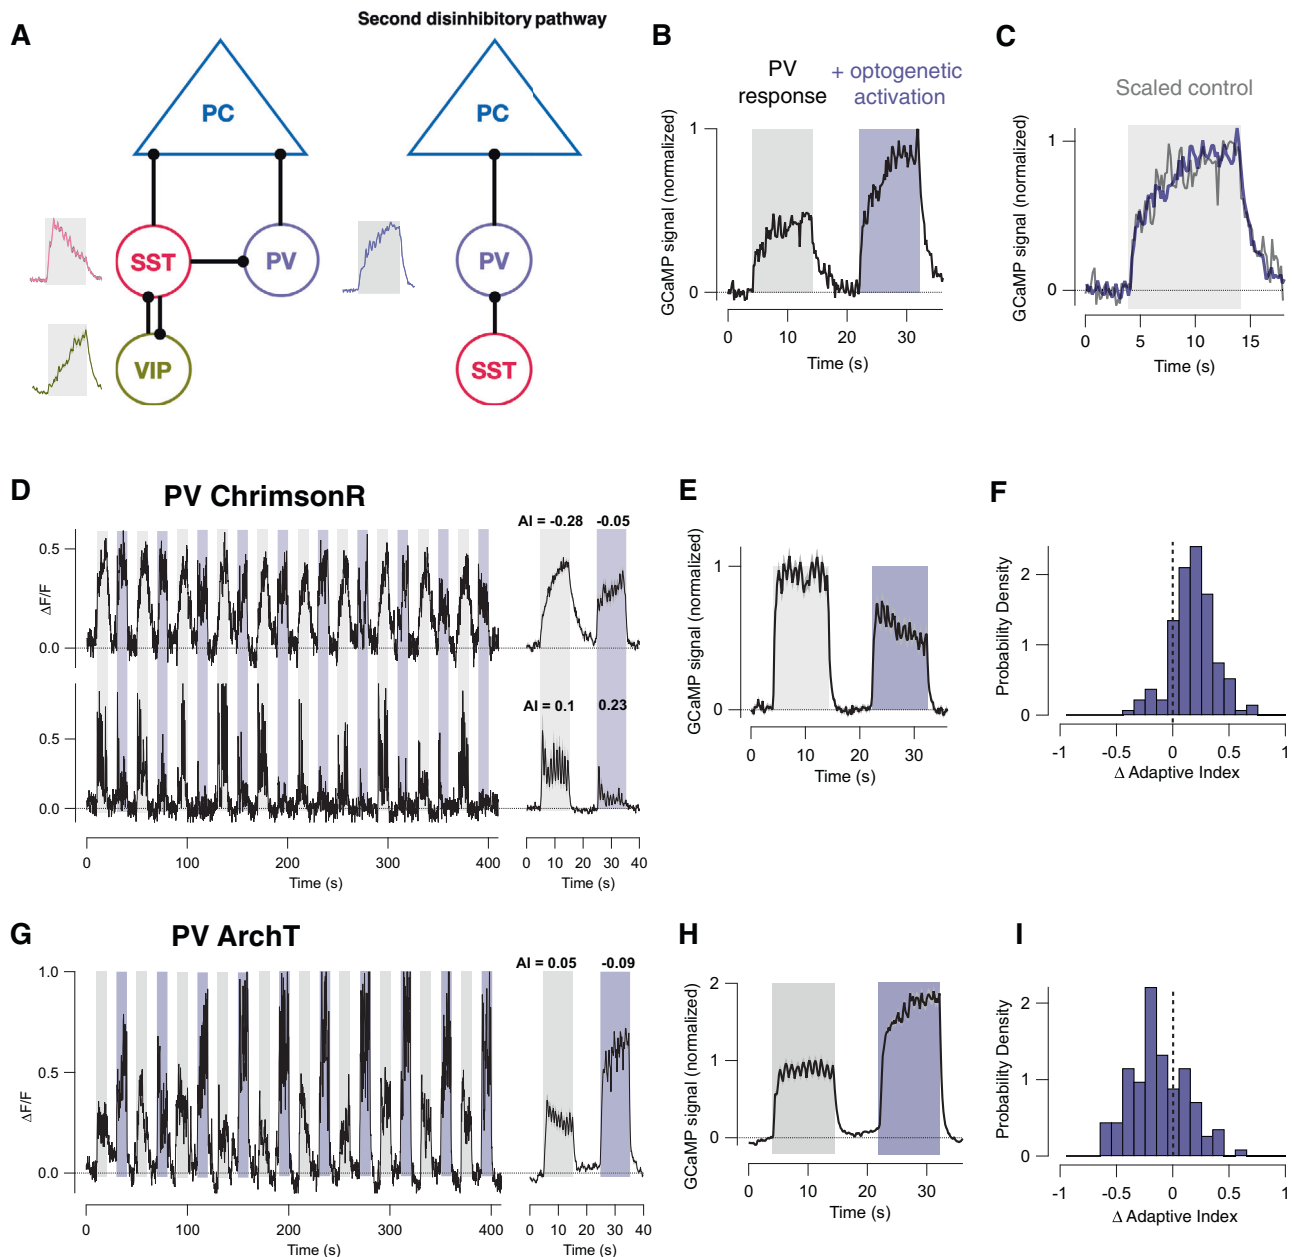 A
Second disinhibitory pathway
PC
SST
PV
VIP
PC
PV
SST
B
PV
response
+ optogenetic
activation
GCaMP signal (normalized)
1
0
0
10
20
30
Time (s)
C
Scaled control
GCaMP signal (normalized)
1
0
0
5
10
15
Time (s)
D
PV ChrimsonR
ΔF/F
0.5
0.0
0.5
0.0
0
100
200
300
400
Time (s)
AI = -0.28
-0.05
AI = 0.1
0.23
0
10
20
30
40
Time (s)
E
GCaMP signal (normalized)
1
0
0
10
20
30
Time (s)
F
Probability Density
2
1
0
-1
-0.5
0
0.5
1
Δ Adaptive Index
G
PV ArchT
ΔF/F
1.0
0.5
0.0
0
100
200
300
400
Time (s)
AI = 0.05
-0.09
0
10
20
30
40
Time (s)
H
GCaMP signal (normalized)
2
1
0
0
10
20
30
Time (s)
I
Probability Density
2
1
0
-1
-0.5
0
0.5
1
Δ Adaptive Index